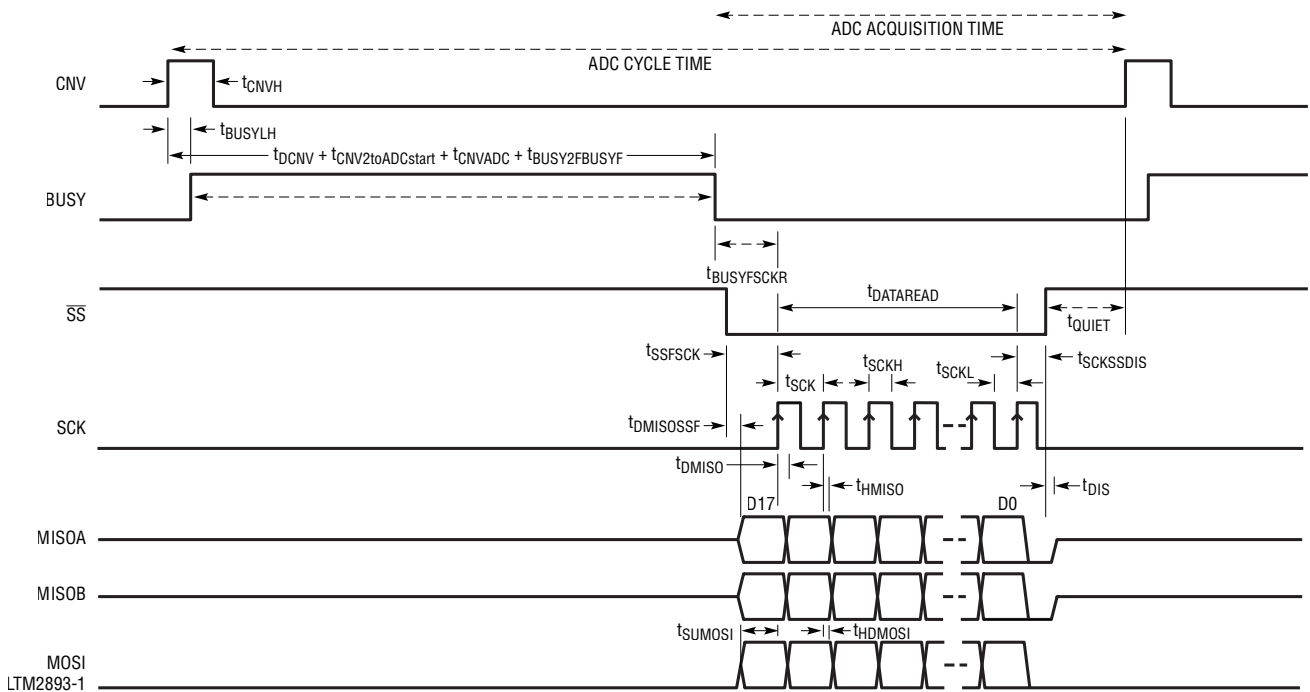 ADC ACQUISITION TIME
ADC CYCLE TIME
CNV
tCNVH
tBUSYLH
tDCNV + tCNV2toADCstart + tCNVADC + tBUSY2FBUSYF
BUSY
tBUSYFSCKR
SS
tDATAREAD
tQUIET
tSSFSCK
tSCK
tSCKH
tSCKL
tSCKSSDIS
SCK
tDMISOSSF
tDMISO
tHMISO
tDIS
D17
D0
MISOA
MISOB
tSUMOSI
tHDMOSI
MOSI
LTM2893-1